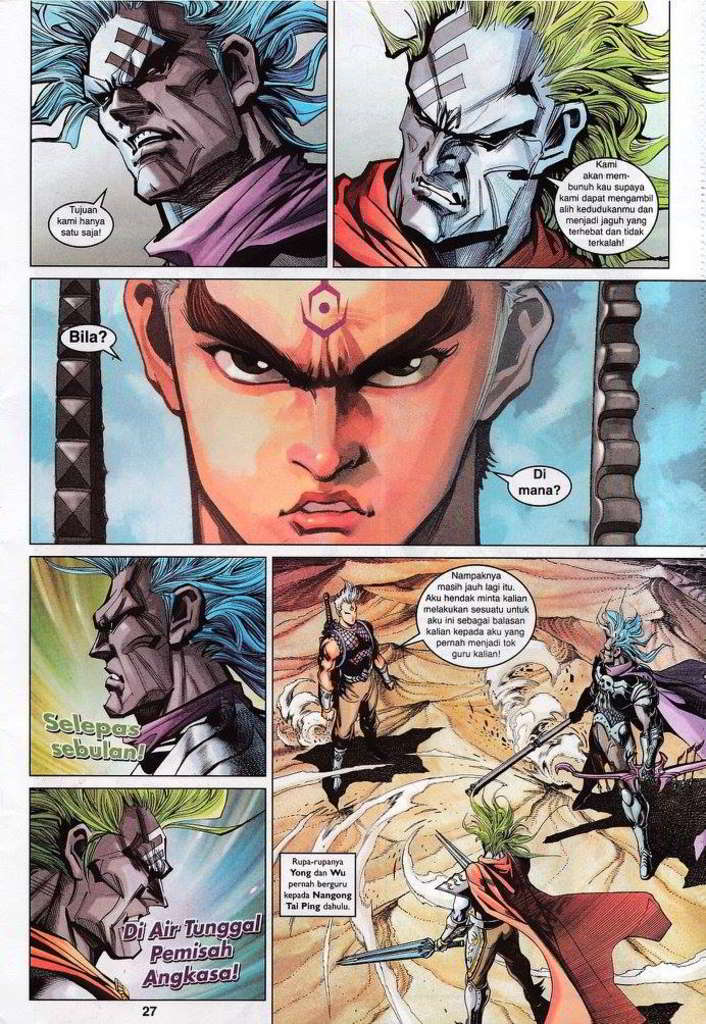 Tujuan
kami hanya
satu saja!
Kami
akan mem-
bunuh kau supaya
kami dapat mengambil
alih kedudukanmu dan
menjadi jaguh yang
terhebat dan tidak
terkalah!
Bila?
Di
mana?
Selepas
sebulan!
Di Air Tunggal
Pemisah
Angkasa!
Nampaknya
masih jauh lagi itu.
Aku hendak minta kalian
melakukan sesuatu untuk
aku ini sebagai balasan
kalian kepada aku yang
pernah menjadi tok
guru kalian!
Rupa-rupanya
Yong dan Wu
pernah berguru
kepada Nangong
Tai Ping dahulu.
27